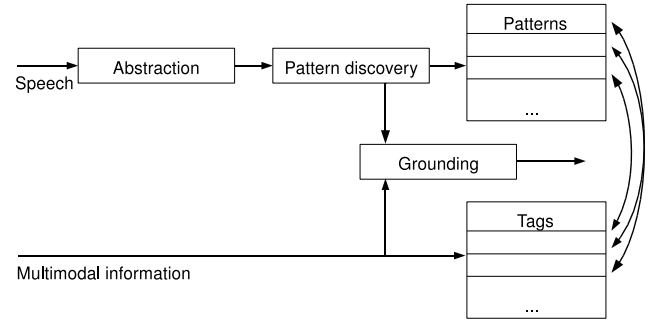 Patterns
Abstraction
Pattern discovery
Speech
...
Grounding
Tags
Multimodal information
...